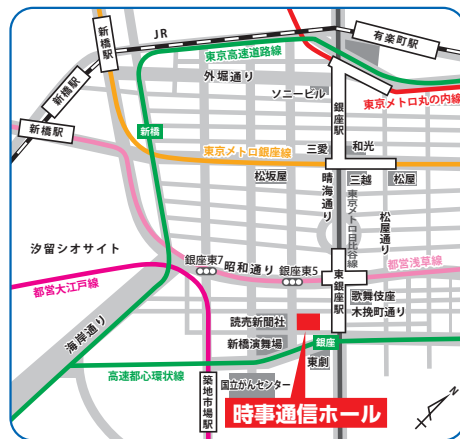 JR
新橋駅
有楽町駅
東京高速道路線
外堀通り
ソニービル
新橋駅
銀座駅
東京メトロ丸の内線
新橋駅
新橋
三愛
和光
東京メトロ銀座線
松坂屋
晴海通り
三越
松屋
東京メトロ日比谷線
松屋通り
汐留シオサイト
銀座東7
昭和通り
銀座東5
都営浅草線
東銀座駅
都営大江戸線
歌舞伎座
木挽町通り
海岸通り
読売新聞社
新橋演舞場
銀座
東劇
高速都心環状線
築地市場駅
国立がんセンター
時事通信ホール
N